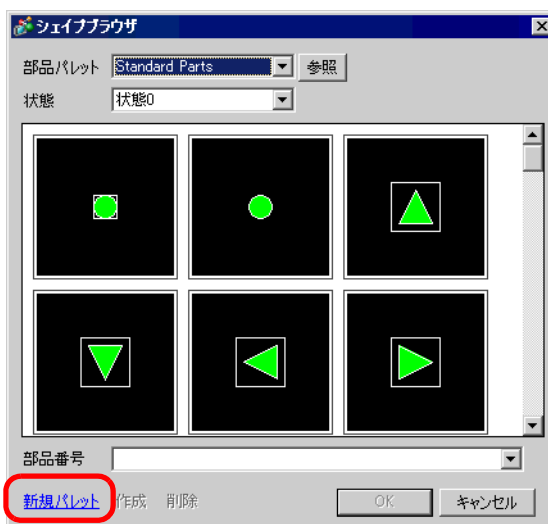 シェイプブラウザ
部品パレット Standard Parts 参照
状態 状態0
部品番号
新規パレット 作成 削除 OK キャンセル